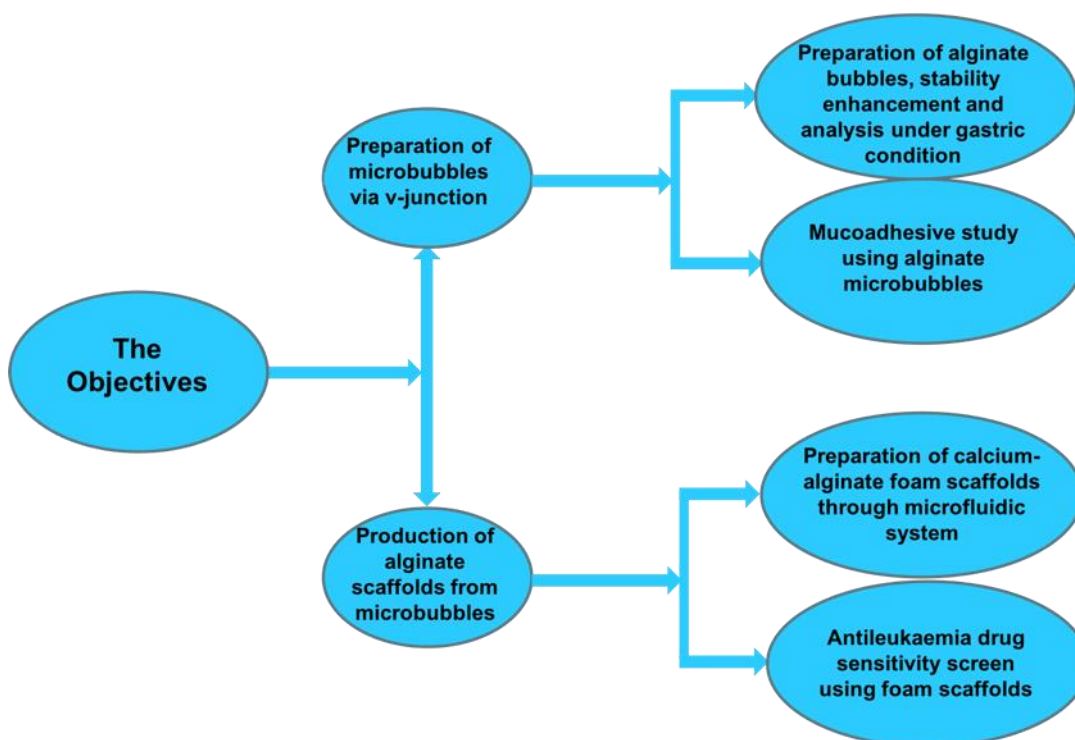 The
Objectives
Preparation of
microbubbles
via v-junction
Preparation of alginate
bubbles, stability
enhancement and
analysis under gastric
condition
Mucoadhesive study
using alginate
microbubbles
Production of
alginate
scaffolds from
microbubbles
Preparation of calcium-
alginate foam scaffolds
through microfluidic
system
Antileukaemia drug
sensitivity screen
using foam scaffolds